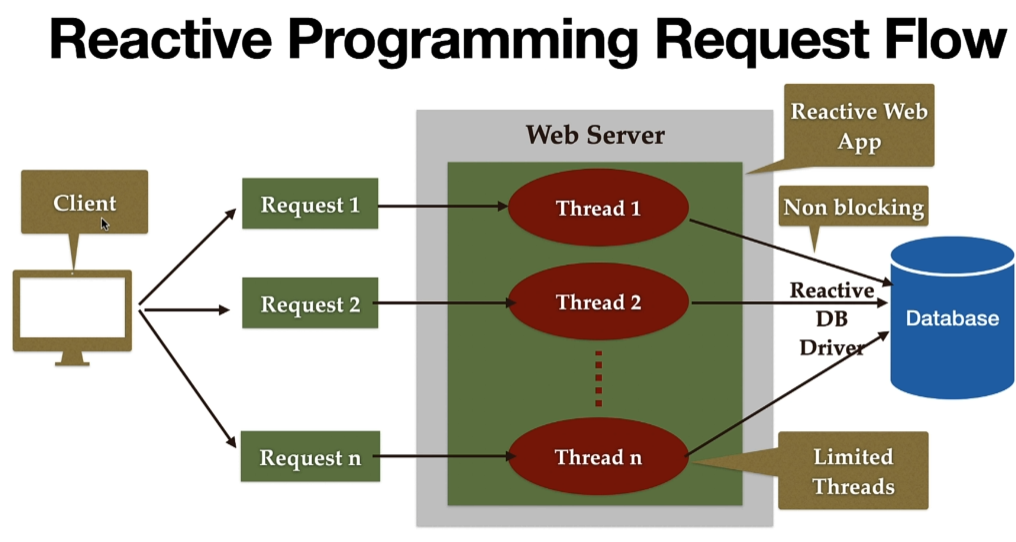 Reactive Programming Request Flow
Reactive Web
App
Web Server
Client
Request 1
Thread 1
Non blocking
Request 2
Thread 2
Reactive
DB
Driver
Database
Request n
Thread n
Limited
Threads